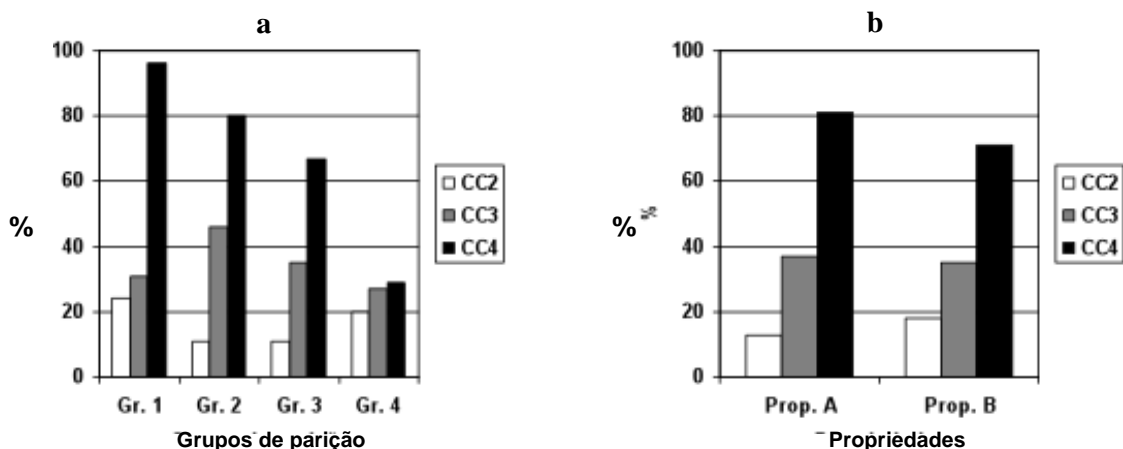 a
100
80
60
40
20
0
%
Gr. 1 Gr. 2 Gr. 3 Gr. 4
Grupos de parição
CC2
CC3
CC4
b
100
80
60
40
20
0
% %
Prop. A Prop. B
Propriedades
CC2
CC3
CC4